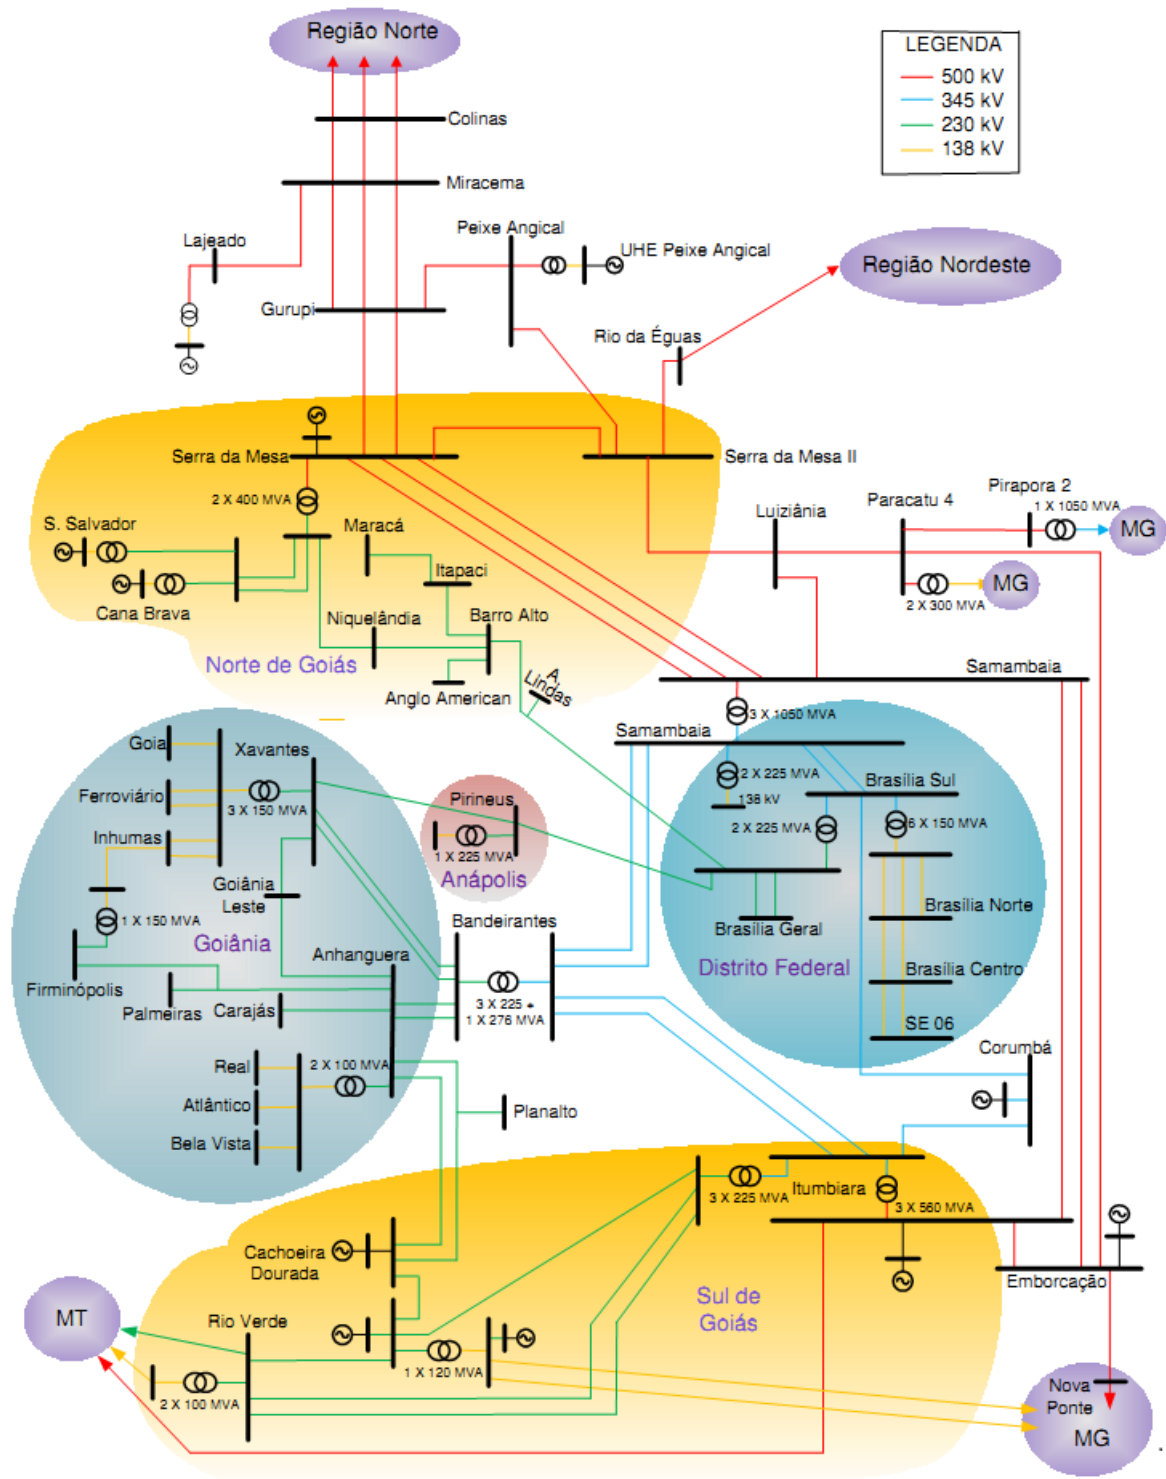 Região Norte
LEGENDA
500 kV
345 kV
230 kV
138 kV
Colinas
Miracema
Lajeado
Peixe Angical
UHE Peixe Angical
Região Nordeste
Gurupi
Rio da Éguas
Serra da Mesa
Serra da Mesa II
2 X 400 MVA
S. Salvador
Maracá
Luiziânia
Paracatu 4
Pirapora 2
1 X 1050 MVA
MG
MG
2 X 300 MVA
Itapaci
Cana Brava
Niquelândia
Barro Alto
Norte de Goiás
Anglo American
A.
Lindas
Samambaia
3 X 1050 MVA
Samambaia
Goia
Xavantes
2 X 225 MVA
138 kV
Brasília Sul
Ferroviário
3 X 150 MVA
Pirineus
2 X 225 MVA
6 X 150 MVA
Inhumas
1 X 225 MVA
Anápolis
Goiânia
Leste
1 X 150 MVA
Goiânia
Bandeirantes
Brasília Geral
Brasília Norte
Anhanguera
Distrito Federal
Brasília Centro
Firminópolis
Palmeiras
Carajás
3 X 225 +
1 X 276 MVA
SE 06
Corumbá
Real
2 X 100 MVA
Atlântico
Planalto
Bela Vista
3 X 225 MVA
Itumbiara
3 X 560 MVA
Cachoeira
Dourada
Emborcação
Sul de
Goiás
MT
Rio Verde
1 X 120 MVA
2 X 100 MVA
Nova
Ponte
MG
.